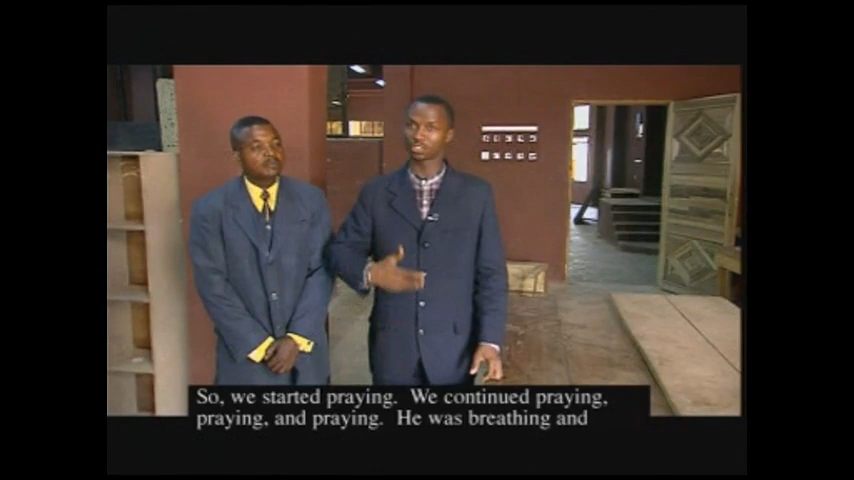 So, we started praying.  We continued praying,
praying, and praying.  He was breathing and